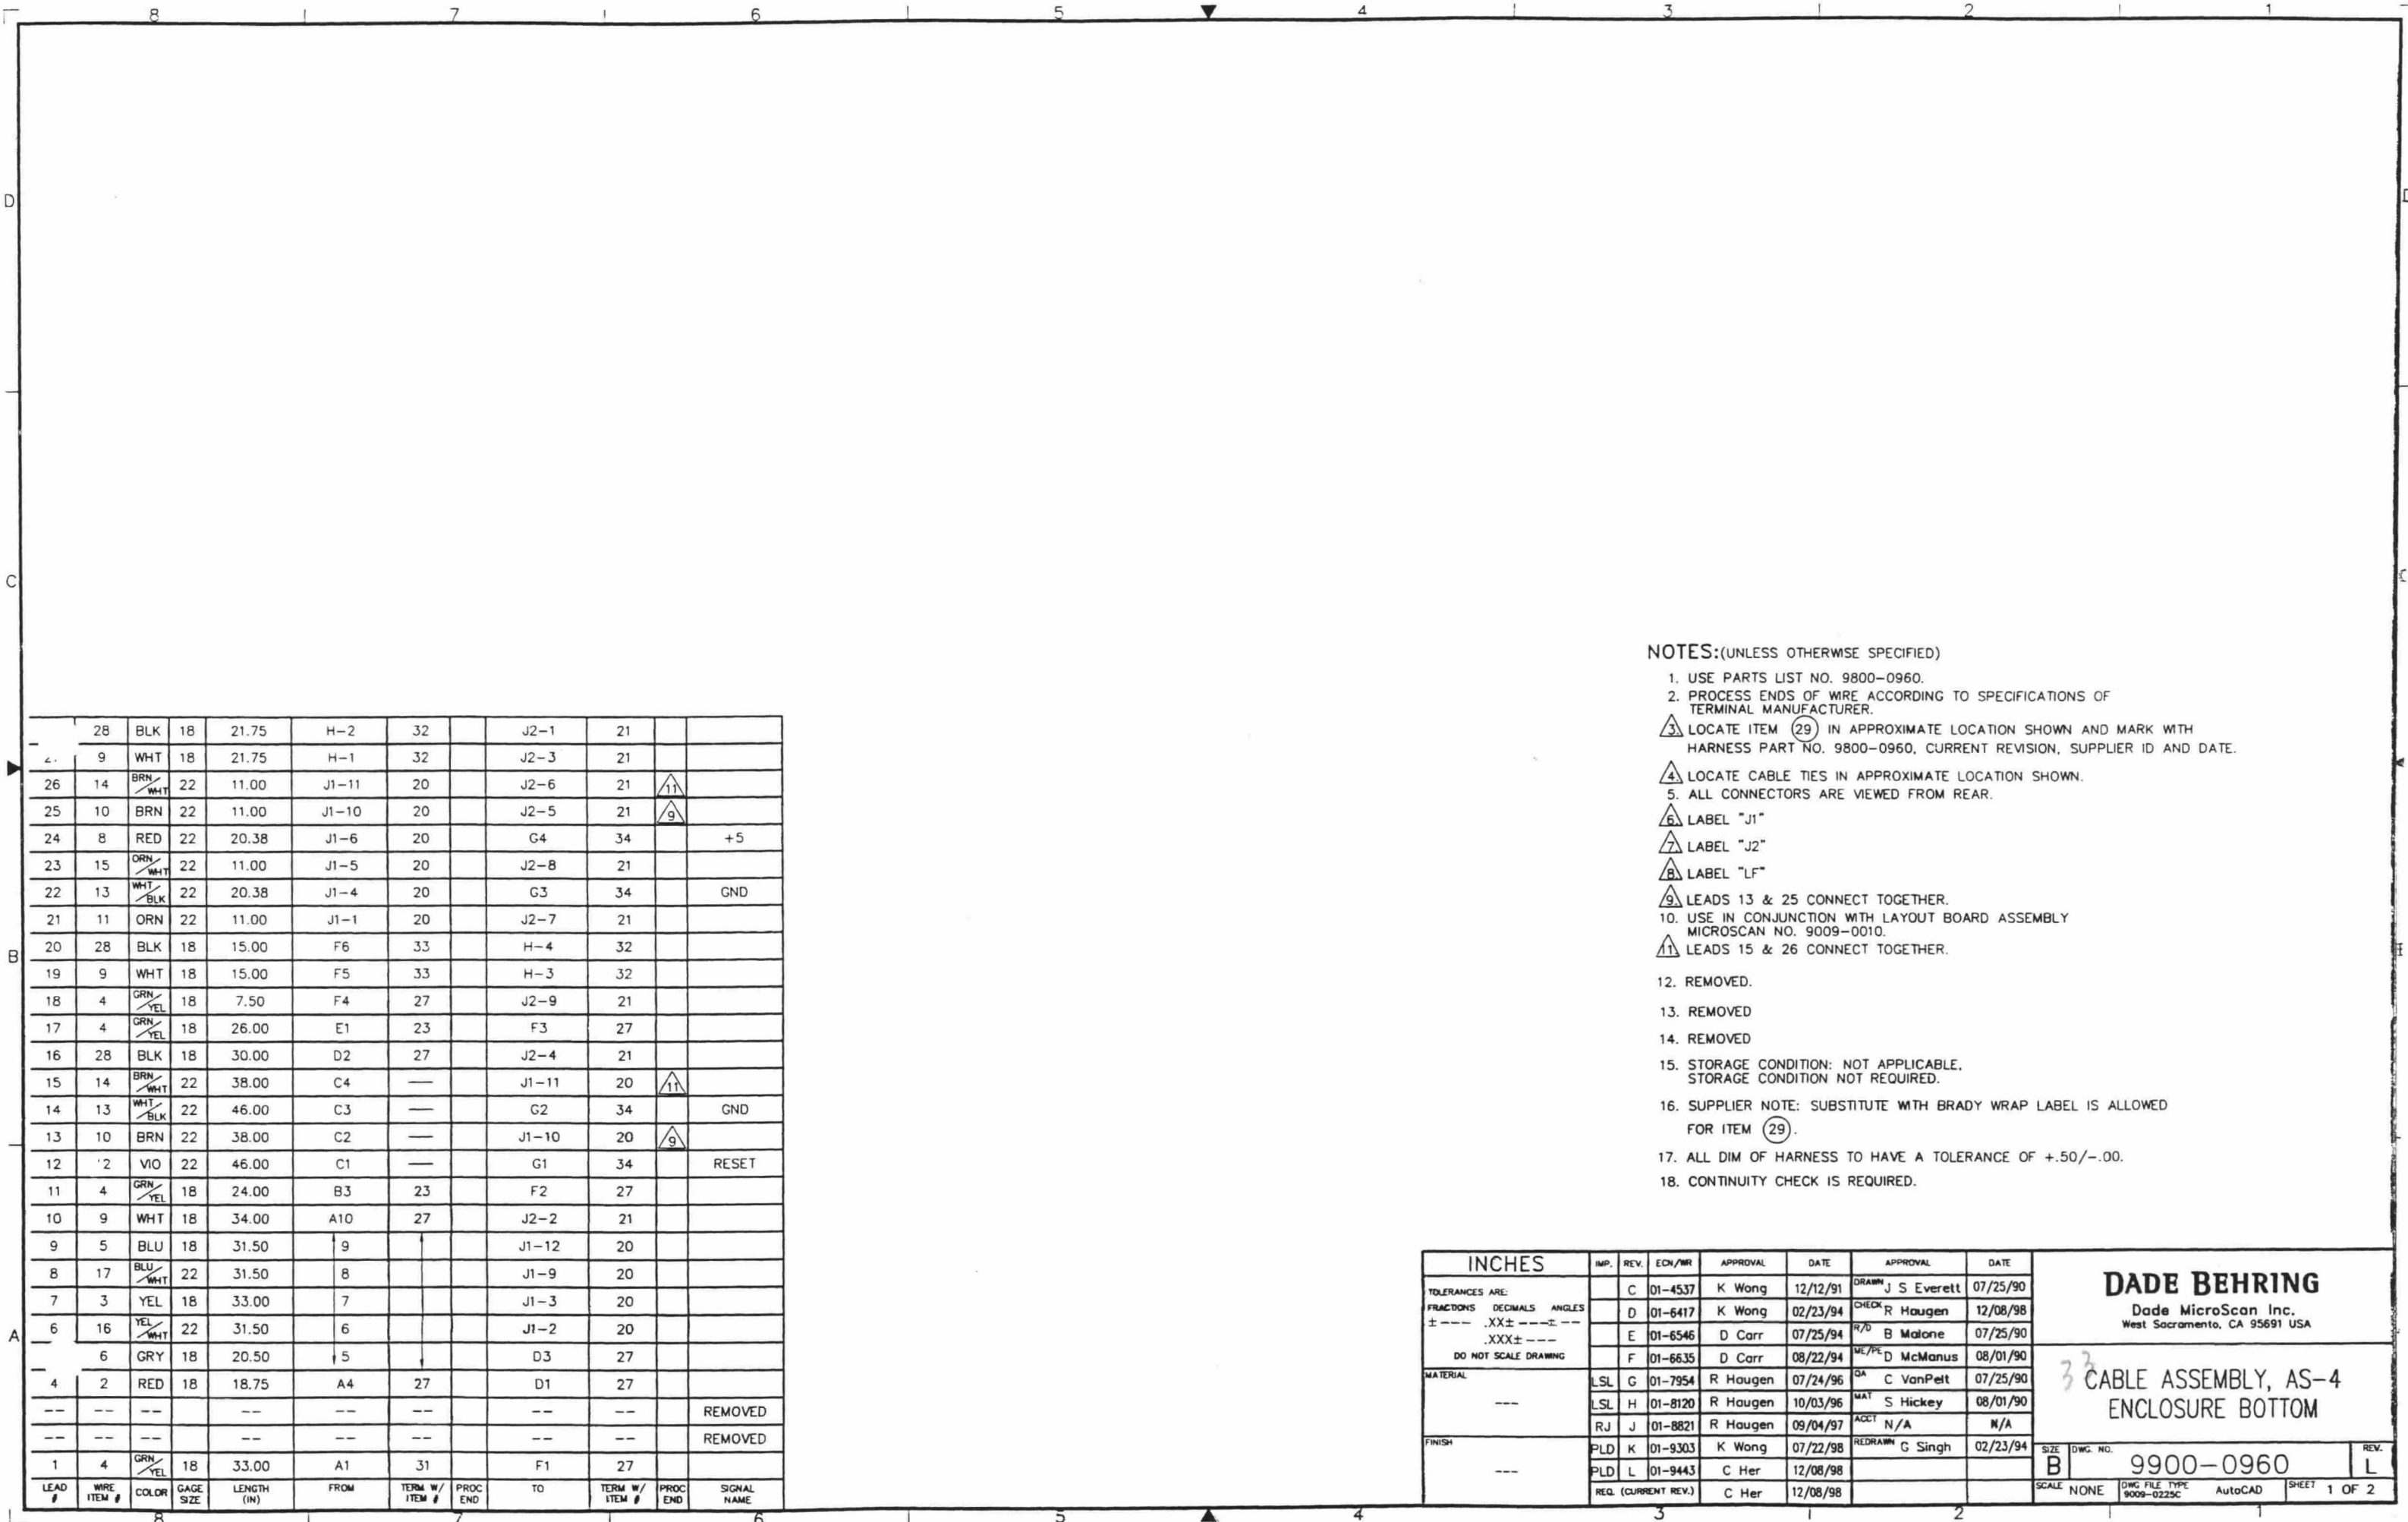 8 7 6 5 4 3 2 1
D
C
B
A
28 BLK 18 21.75 H-2 32 J2-1 21
9 WHT 18 21.75 H-1 32 J2-3 21
26 14 BRN/WHT 22 11.00 J1-11 20 J2-6 21 11
25 10 BRN 22 11.00 J1-10 20 J2-5 21 9
24 8 RED 22 20.38 J1-6 20 G4 34 +5
23 15 ORN/WHT 22 11.00 J1-5 20 J2-8 21
22 13 WHT/BLK 22 20.38 J1-4 20 G3 34 GND
21 11 ORN 22 11.00 J1-1 20 J2-7 21
20 28 BLK 18 15.00 F6 33 H-4 32
19 9 WHT 18 15.00 F5 33 H-3 32
18 4 GRN/YEL 18 7.50 F4 27 J2-9 21
17 4 GRN/YEL 18 26.00 E1 23 F3 27
16 28 BLK 18 30.00 D2 27 J2-4 21
15 14 BRN/WHT 22 38.00 C4 — J1-11 20 11
14 13 WHT/BLK 22 46.00 C3 — G2 34 GND
13 10 BRN 22 38.00 C2 — J1-10 20 9
12 2 VIO 22 46.00 C1 — G1 34 RESET
11 4 GRN/YEL 18 24.00 B3 23 F2 27
10 9 WHT 18 34.00 A10 27 J2-2 21
9 5 BLU 18 31.50 9 J1-12 20
8 17 BLU/WHT 22 31.50 8 J1-9 20
7 3 YEL 18 33.00 7 J1-3 20
6 16 YEL/WHT 22 31.50 6 J1-2 20
6 GRY 18 20.50 5 D3 27
4 2 RED 18 18.75 A4 27 D1 27
-- -- -- -- -- -- -- -- REMOVED
-- -- -- -- -- -- -- -- REMOVED
1 4 GRN/YEL 18 33.00 A1 31 F1 27
LEAD # WIRE ITEM # COLOR GAGE SIZE LENGTH (IN) FROM TERM W/ ITEM # PROC END TO TERM W/ ITEM # PROC END SIGNAL NAME
NOTES:(UNLESS OTHERWISE SPECIFIED)
1. USE PARTS LIST NO. 9800-0960.
2. PROCESS ENDS OF WIRE ACCORDING TO SPECIFICATIONS OF
TERMINAL MANUFACTURER.
3. LOCATE ITEM 29 IN APPROXIMATE LOCATION SHOWN AND MARK WITH
HARNESS PART NO. 9800-0960, CURRENT REVISION, SUPPLIER ID AND DATE.
4. LOCATE CABLE TIES IN APPROXIMATE LOCATION SHOWN.
5. ALL CONNECTORS ARE VIEWED FROM REAR.
6. LABEL "J1"
7. LABEL "J2"
8. LABEL "LF"
9. LEADS 13 & 25 CONNECT TOGETHER.
10. USE IN CONJUNCTION WITH LAYOUT BOARD ASSEMBLY
MICROSCAN NO. 9009-0010.
11. LEADS 15 & 26 CONNECT TOGETHER.
12. REMOVED.
13. REMOVED
14. REMOVED
15. STORAGE CONDITION: NOT APPLICABLE,
STORAGE CONDITION NOT REQUIRED.
16. SUPPLIER NOTE: SUBSTITUTE WITH BRADY WRAP LABEL IS ALLOWED
FOR ITEM 29.
17. ALL DIM OF HARNESS TO HAVE A TOLERANCE OF +.50/-.00.
18. CONTINUITY CHECK IS REQUIRED.
INCHES
TOLERANCES ARE:
FRACTIONS DECIMALS ANGLES
±--- .XX± ---± --
.XXX± ---
DO NOT SCALE DRAWING
MATERIAL
---
FINISH
---
IMP. REV. ECN/WR APPROVAL DATE APPROVAL DATE
C 01-4537 K Wong 12/12/91 DRAWN J S Everett 07/25/90
D 01-6417 K Wong 02/23/94 CHECK R Haugen 12/08/98
E 01-6546 D Carr 07/25/94 R/D B Malone 07/25/90
F 01-6635 D Carr 08/22/94 ME/PE D McManus 08/01/90
LSL G 01-7954 R Haugen 07/24/96 QA C VanPelt 07/25/90
LSL H 01-8120 R Haugen 10/03/96 MAT S Hickey 08/01/90
RJ J 01-8821 R Haugen 09/04/97 ACCT N/A N/A
PLD K 01-9303 K Wong 07/22/98 REDRAWN G Singh 02/23/94
PLD L 01-9443 C Her 12/08/98
REQ. (CURRENT REV.) C Her 12/08/98
DADE BEHRING
Dade MicroScan Inc.
West Sacramento, CA 95691 USA
33
CABLE ASSEMBLY, AS-4
ENCLOSURE BOTTOM
SIZE B DWG. NO. 9900-0960 REV. L
SCALE NONE DWG FILE TYPE 9009-0225C AutoCAD SHEET 1 OF 2
8 7 6 5 4 3 2 1